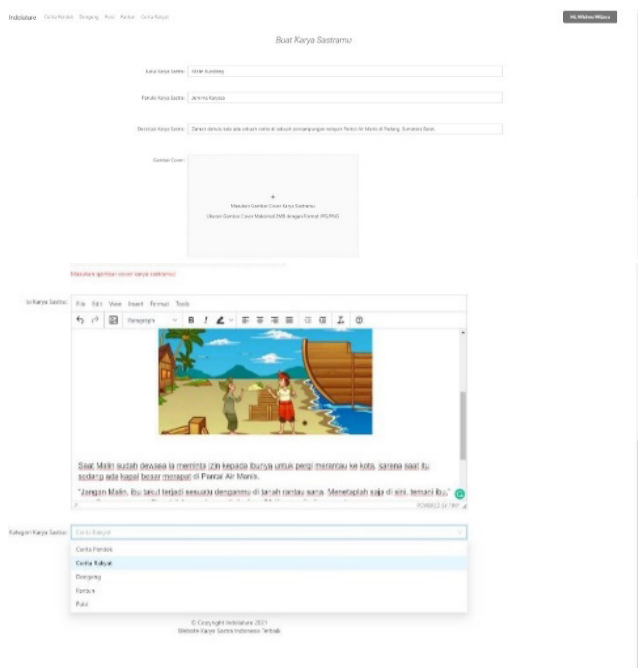 Indolature Cerita Pendek Dongeng Puisi Pantun Cerita Rakyat
Hi, Wishnu Wijaya
Buat Karya Sastramu
Judul Karya Sastra: Malin Kundang
Penulis Karya Sastra:
Deskripsi Karya Sastra: Zaman dahulu kala ada sebuah cerita di sebuah perkampungan nelayan Pantai Air Manis di Padang, Sumatera Barat.
Gambar Cover:
+
Masukan Gambar Cover Karya Sastramu
Ukuran Gambar Cover Maksimal 2MB dengan Format JPG/PNG
Masukan gambar cover karya sastramu!
Isi Karya Sastra:
File Edit View Insert Format Tools
Paragraph B I
Saat Malin sudah dewasa ia meminta izin kepada ibunya untuk pergi merantau ke kota, karena saat itu
sedang ada kapal besar merapat di Pantai Air Manis.
"Jangan Malin, ibu takut terjadi sesuatu denganmu di tanah rantau sana. Menetaplah saja di sini, temani ibu,"
P
POWERED BY TINY
Kategori Karya Sastra: Cerita Rakyat
Cerita Pendek
Cerita Rakyat
Dongeng
Pantun
Puisi
© Copyright Indolature 2021
Website Karya Sastra Indonesia Terbaik